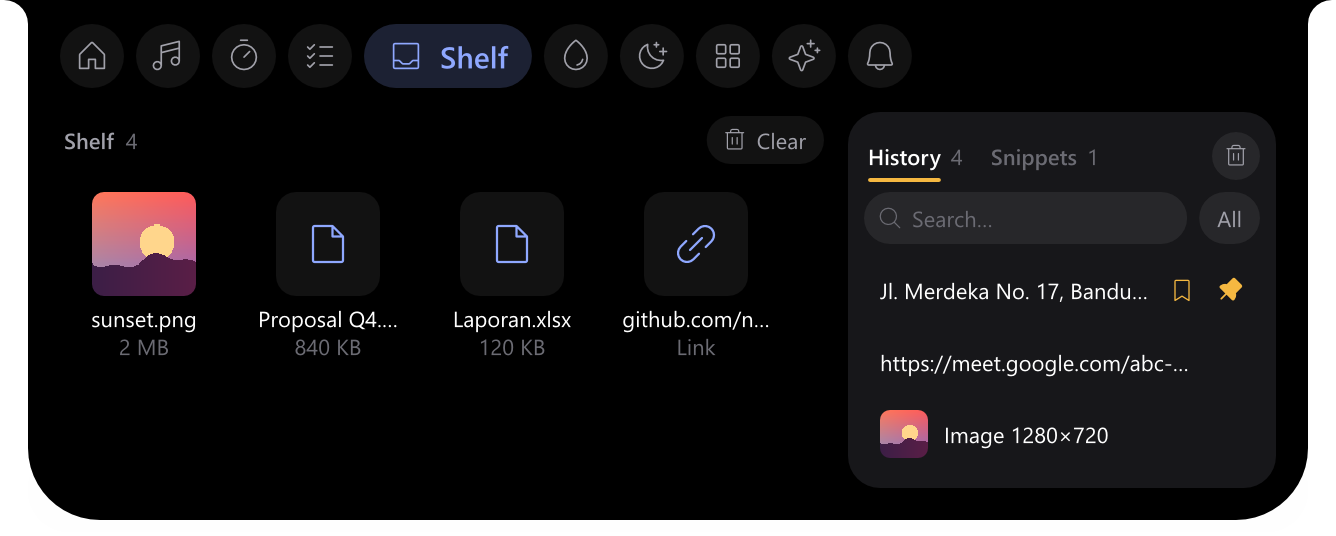 Shelf
Shelf 4
Clear
sunset.png
2 MB
Proposal Q4....
840 KB
Laporan.xlsx
120 KB
github.com/n...
Link
History 4
Snippets 1
Search...
All
Jl. Merdeka No. 17, Bandu...
https://meet.google.com/abc-...
Image 1280×720